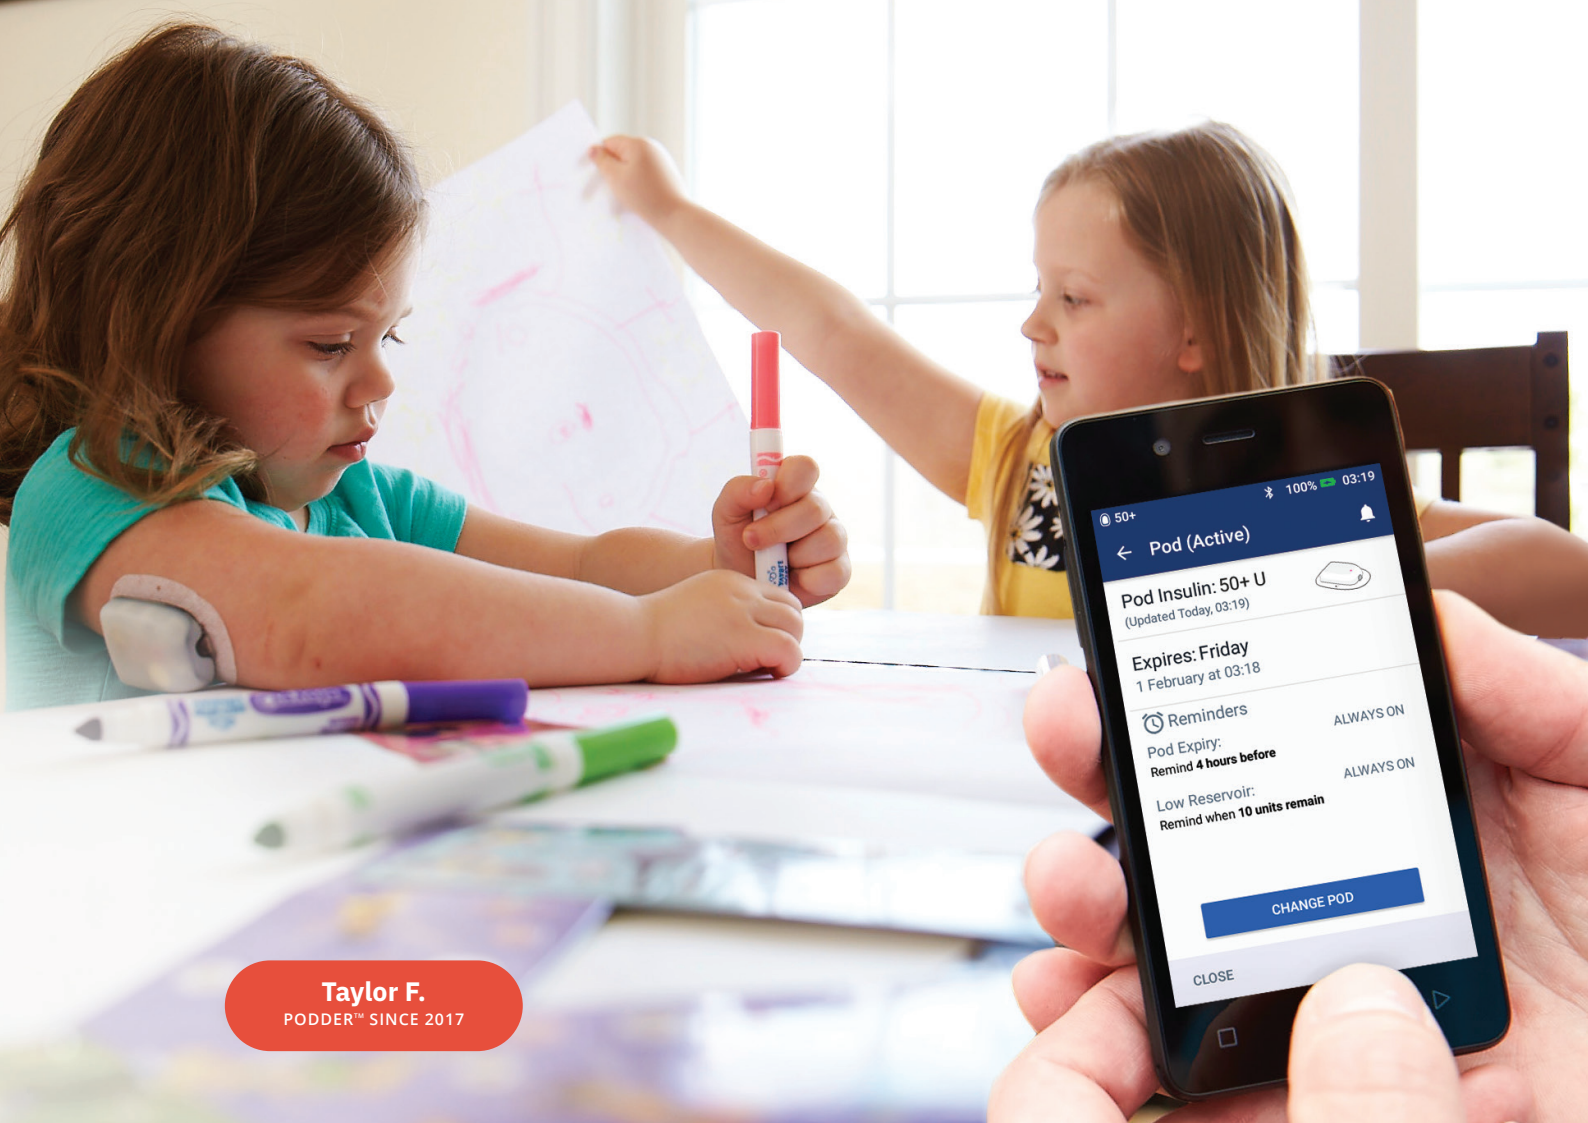 50+
100% 03:19
Pod (Active)
Pod Insulin: 50+ U
(Updated Today, 03:19)
Expires: Friday
1 February at 03:18
Reminders
Pod Expiry:
ALWAYS ON
Remind 4 hours before
Low Reservoir:
ALWAYS ON
Remind when 10 units remain
CHANGE POD
CLOSE
Taylor F.
PODDER™ SINCE 2017